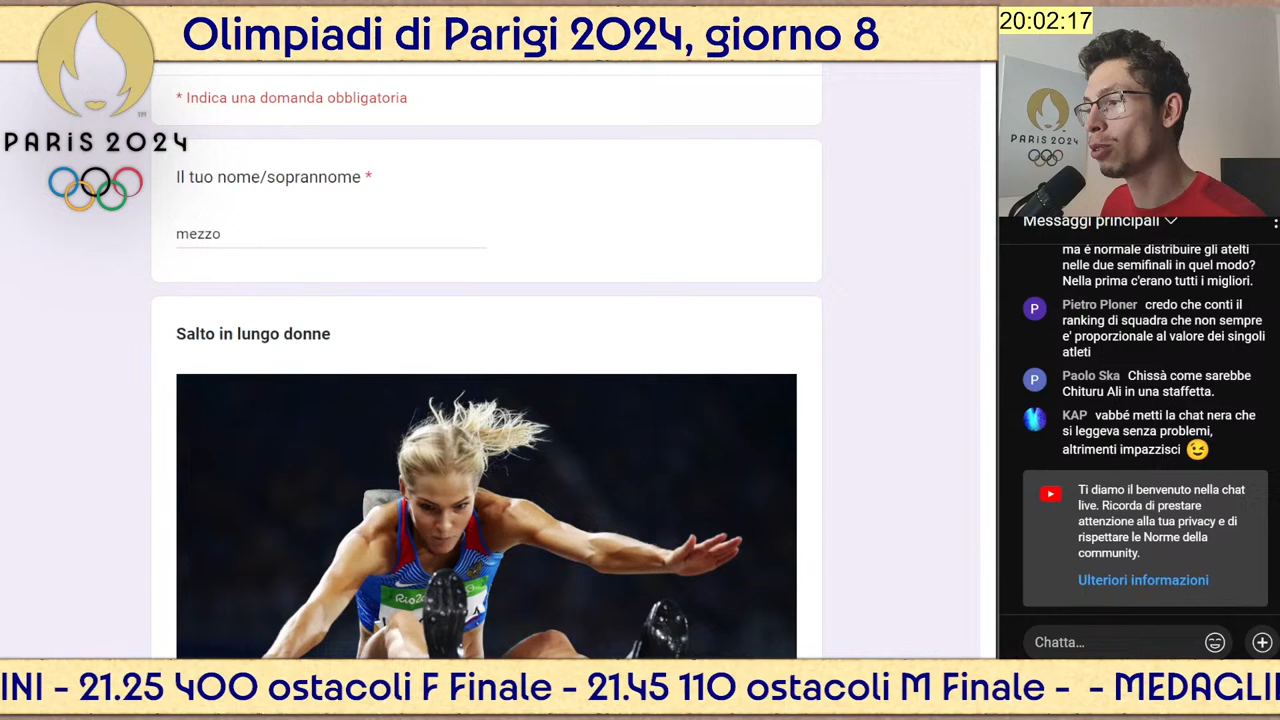 Olimpiadi di Parigi 2024, giorno 8
20:02:17
PARIS 2024
* Indica una domanda obbligatoria
Il tuo nome/soprannome *
mezzo
Salto in lungo donne
Rio20
PARIS 2024
Messaggi principali
ma è normale distribuire gli atelti
nelle due semifinali in quel modo?
Nella prima c'erano tutti i migliori.
P
Pietro Ploner credo che conti il
ranking di squadra che non sempre
e' proporzionale al valore dei singoli
atleti
P
Paolo Ska Chissà come sarebbe
Chituru Ali in una staffetta.
KAP vabbé metti la chat nera che
si leggeva senza problemi,
altrimenti impazzisci 😉
Ti diamo il benvenuto nella chat
live. Ricorda di prestare
attenzione alla tua privacy e di
rispettare le Norme della
community.
Ulteriori informazioni
Chatta…
INI - 21.25 400 ostacoli F Finale - 21.45 110 ostacoli M Finale - - MEDAGLI